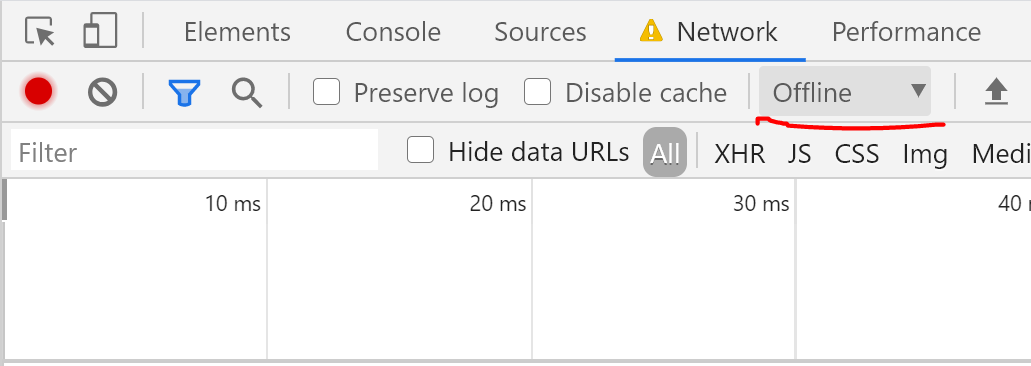 Elements Console Sources Network Performance
Preserve log Disable cache Offline
Filter Hide data URLs All XHR JS CSS Img Medi
10 ms 20 ms 30 ms 40